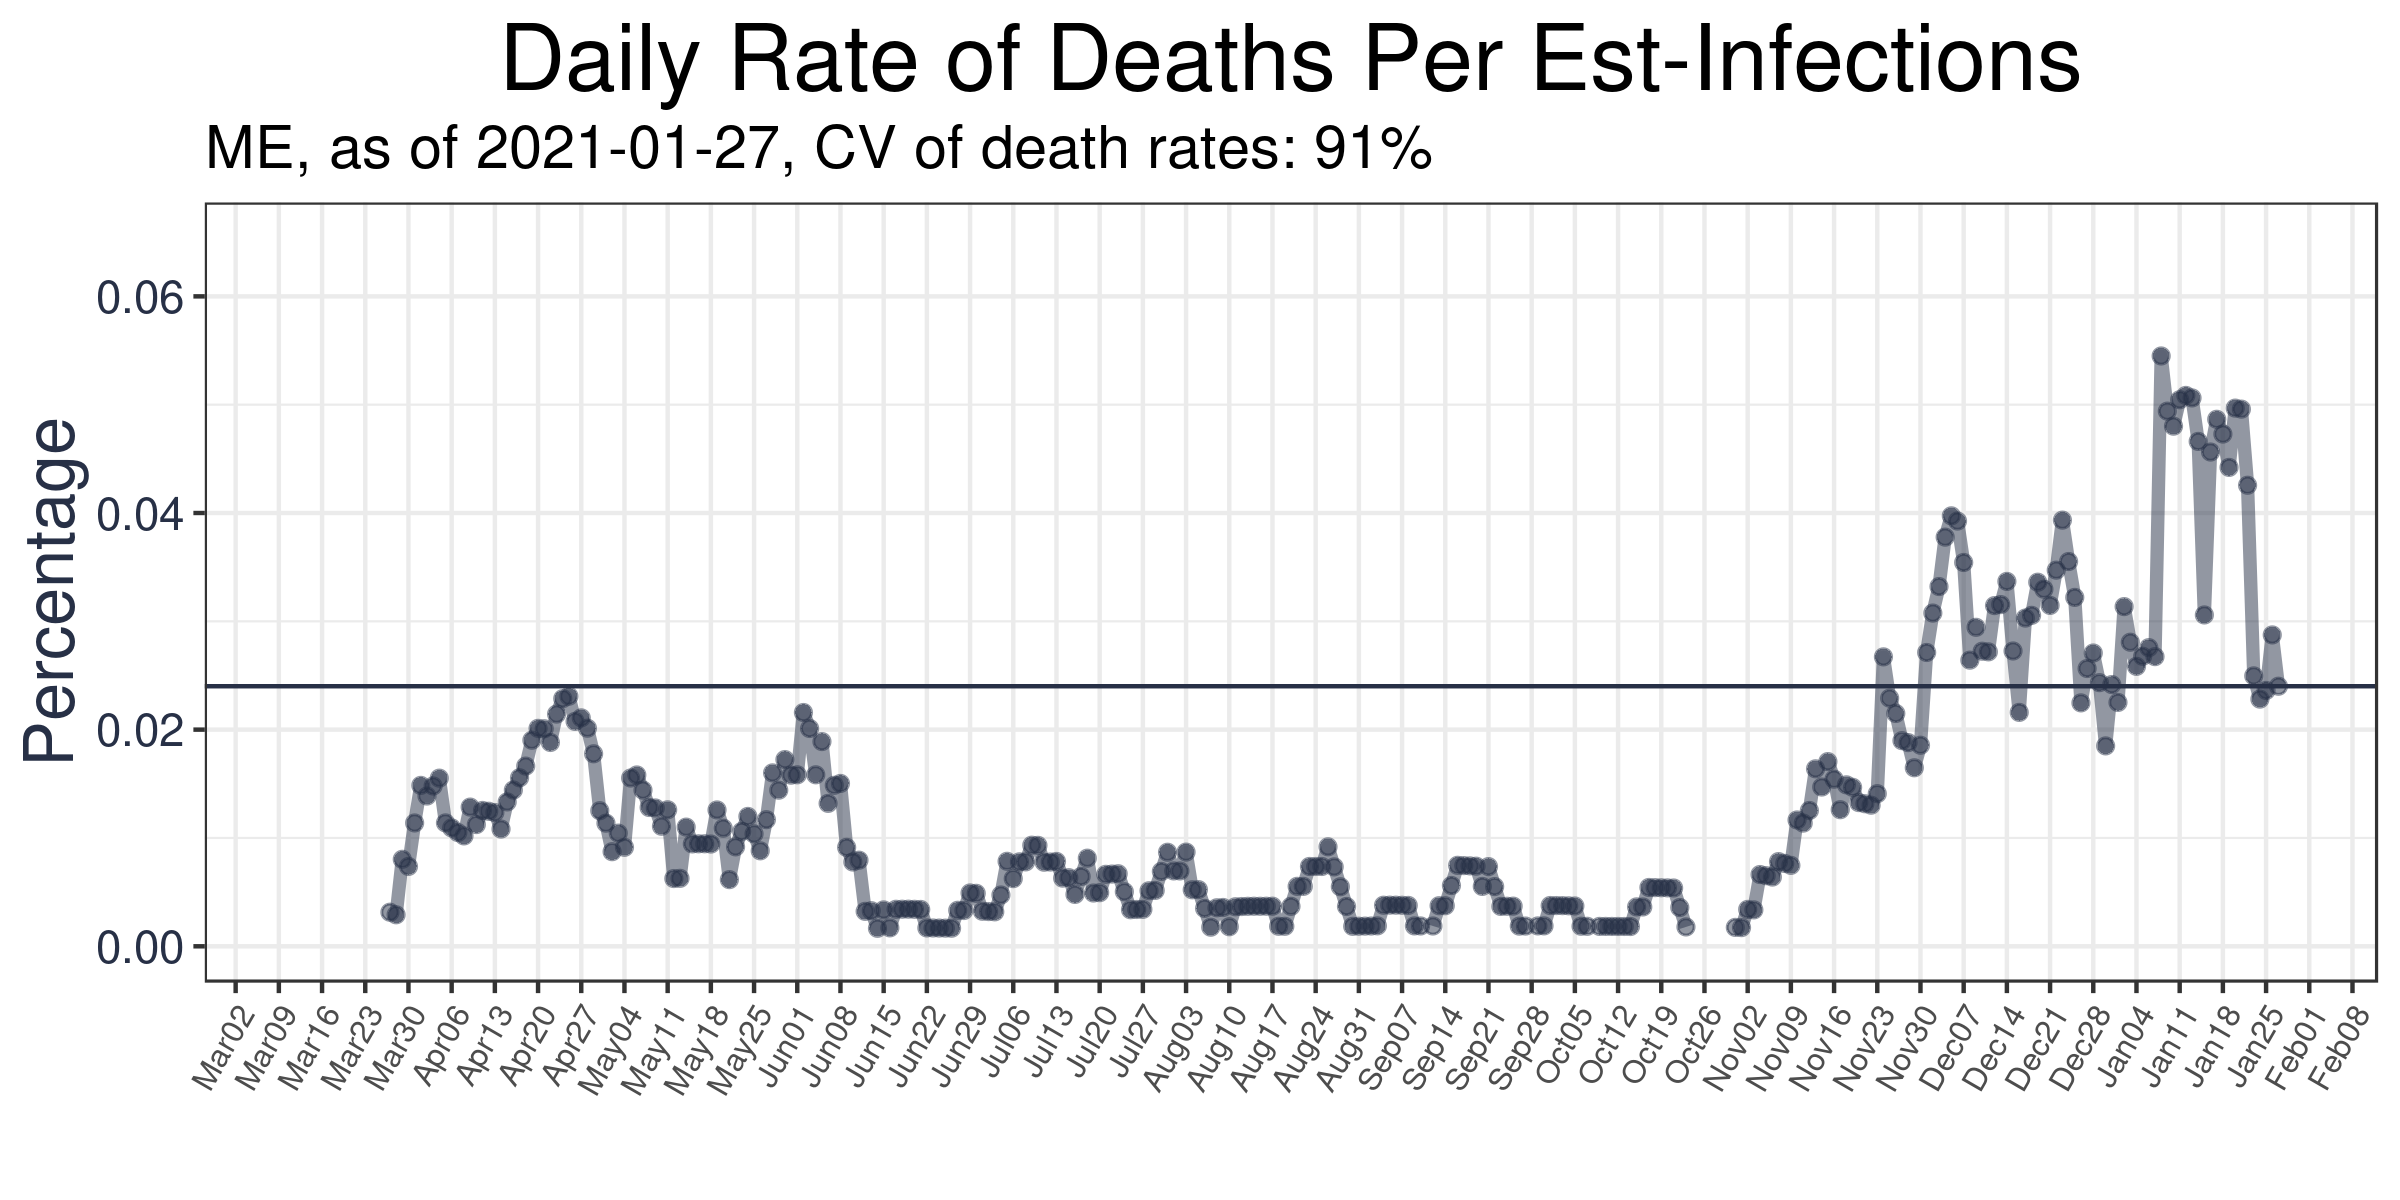 Daily Rate of Deaths Per Est-Infections
ME, as of 2021-01-27, CV of death rates: 91%
Percentage
0.06
0.04
0.02
0.00
Mar02
Mar09
Mar16
Mar23
Mar30
Apr06
Apr13
Apr20
Apr27
May04
May11
May18
May25
Jun01
Jun08
Jun15
Jun22
Jun29
Jul06
Jul13
Jul20
Jul27
Aug03
Aug10
Aug17
Aug24
Aug31
Sep07
Sep14
Sep21
Sep28
Oct05
Oct12
Oct19
Oct26
Nov02
Nov09
Nov16
Nov23
Nov30
Dec07
Dec14
Dec21
Dec28
Jan04
Jan11
Jan18
Jan25
Feb01
Feb08